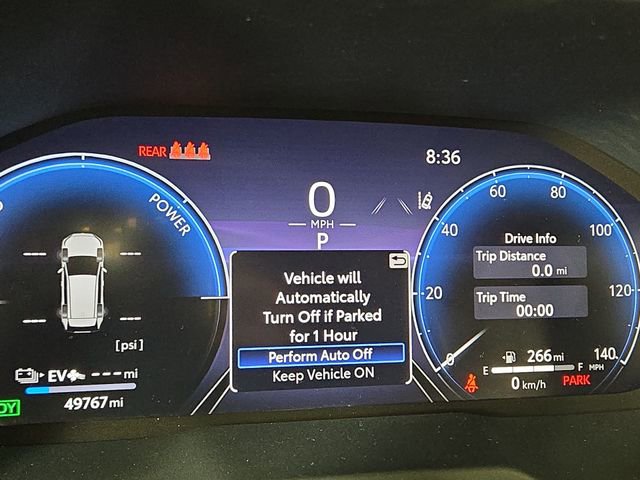 REAR
8:36
0
MPH
P
POWER
60
80
40
100
20
120
0
140
MPH
Drive Info
Trip Distance
0.0 mi
Trip Time
00:00
Vehicle will
Automatically
Turn Off if Parked
for 1 Hour
Perform Auto Off
Keep Vehicle ON
-- --
-- --
[psi]
EV --- mi
49767 mi
DY
266 mi
E F
0 km/h
PARK